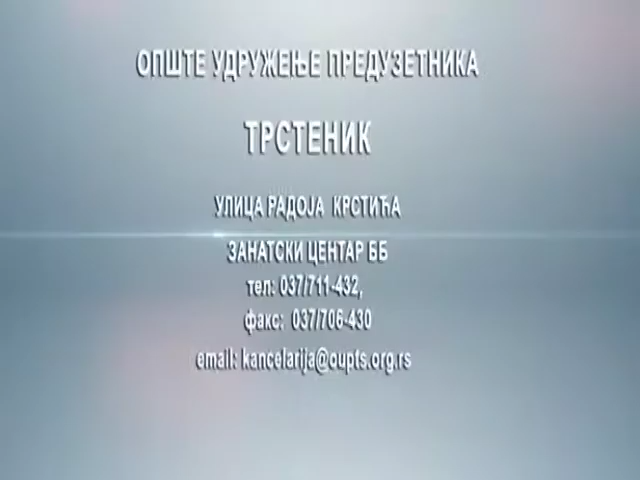 ОПШТЕ УДРУЖЕЊЕ ПРЕДУЗЕТНИКА
ТРСТЕНИК
УЛИЦА РАДОЈА КРСТИЋА
ЗАНАТСКИ ЦЕНТАР ББ
тел: 037/711-432,
факс: 037/706-430
email: kancelarija@oupts.org.rs